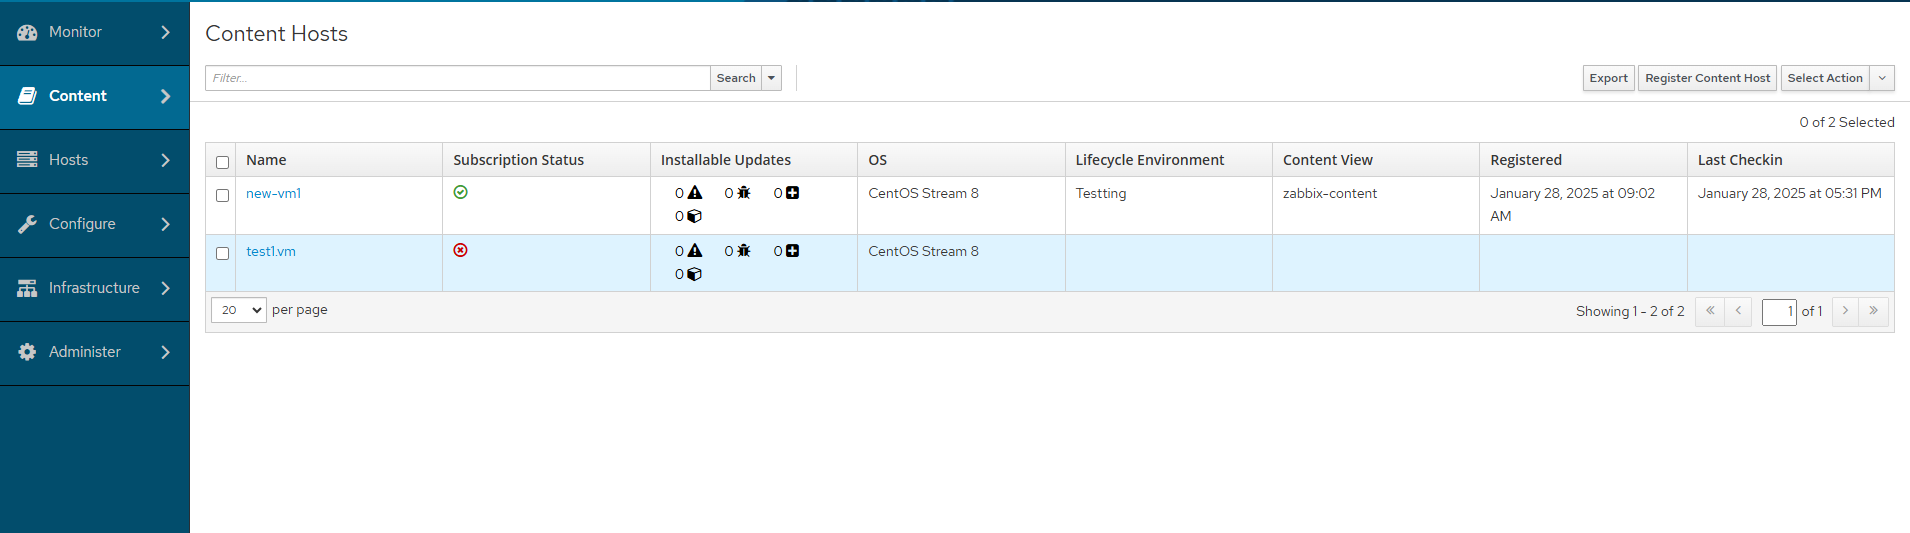 Monitor
Content
Hosts
Configure
Infrastructure
Administer
Content Hosts
Filter... Search
Export Register Content Host Select Action
0 of 2 Selected
Name Subscription Status Installable Updates OS Lifecycle Environment Content View Registered Last Checkin
new-vm1 0 0 0 CentOS Stream 8 Testting zabbix-content January 28, 2025 at 09:02 January 28, 2025 at 05:31 PM
0 AM
test1.vm 0 0 0 CentOS Stream 8
0
20 per page Showing 1 - 2 of 2 1 of 1